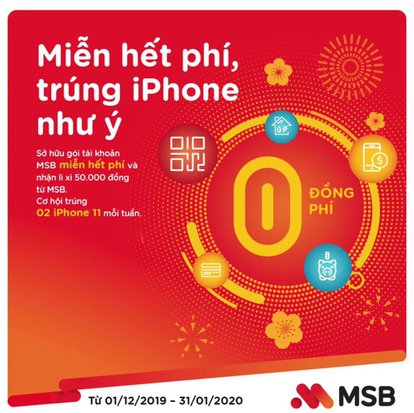 Miễn hết phí,
trúng iPhone
như ý
Sở hữu gói tài khoản
MSB miễn hết phí và
nhận lì xì 50.000 đồng
từ MSB.
Cơ hội trúng
02 iPhone 11 mỗi tuần.
0 ĐỒNG
PHÍ
Từ 01/12/2019 – 31/01/2020
MSB